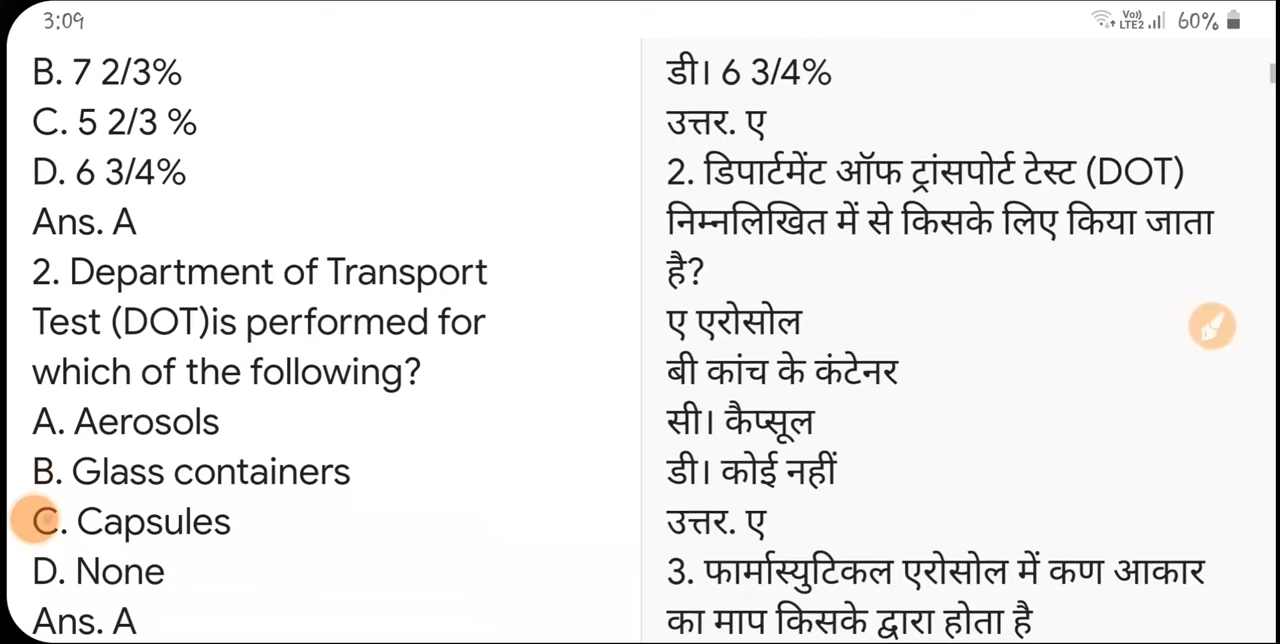 3:09
Vo)) LTE2 60%
B. 7 2/3%
C. 5 2/3 %
D. 6 3/4%
Ans. A
2. Department of Transport
Test (DOT)is performed for
which of the following?
A. Aerosols
B. Glass containers
C. Capsules
D. None
Ans. A
डी। 6 3/4%
उत्तर. ए
2. डिपार्टमेंट ऑफ ट्रांसपोर्ट टेस्ट (DOT)
निम्नलिखित में से किसके लिए किया जाता
है?
ए एरोसोल
बी कांच के कंटेनर
सी। कैप्सूल
डी। कोई नहीं
उत्तर. ए
3. फार्मास्युटिकल एरोसोल में कण आकार
का माप किसके द्वारा होता है